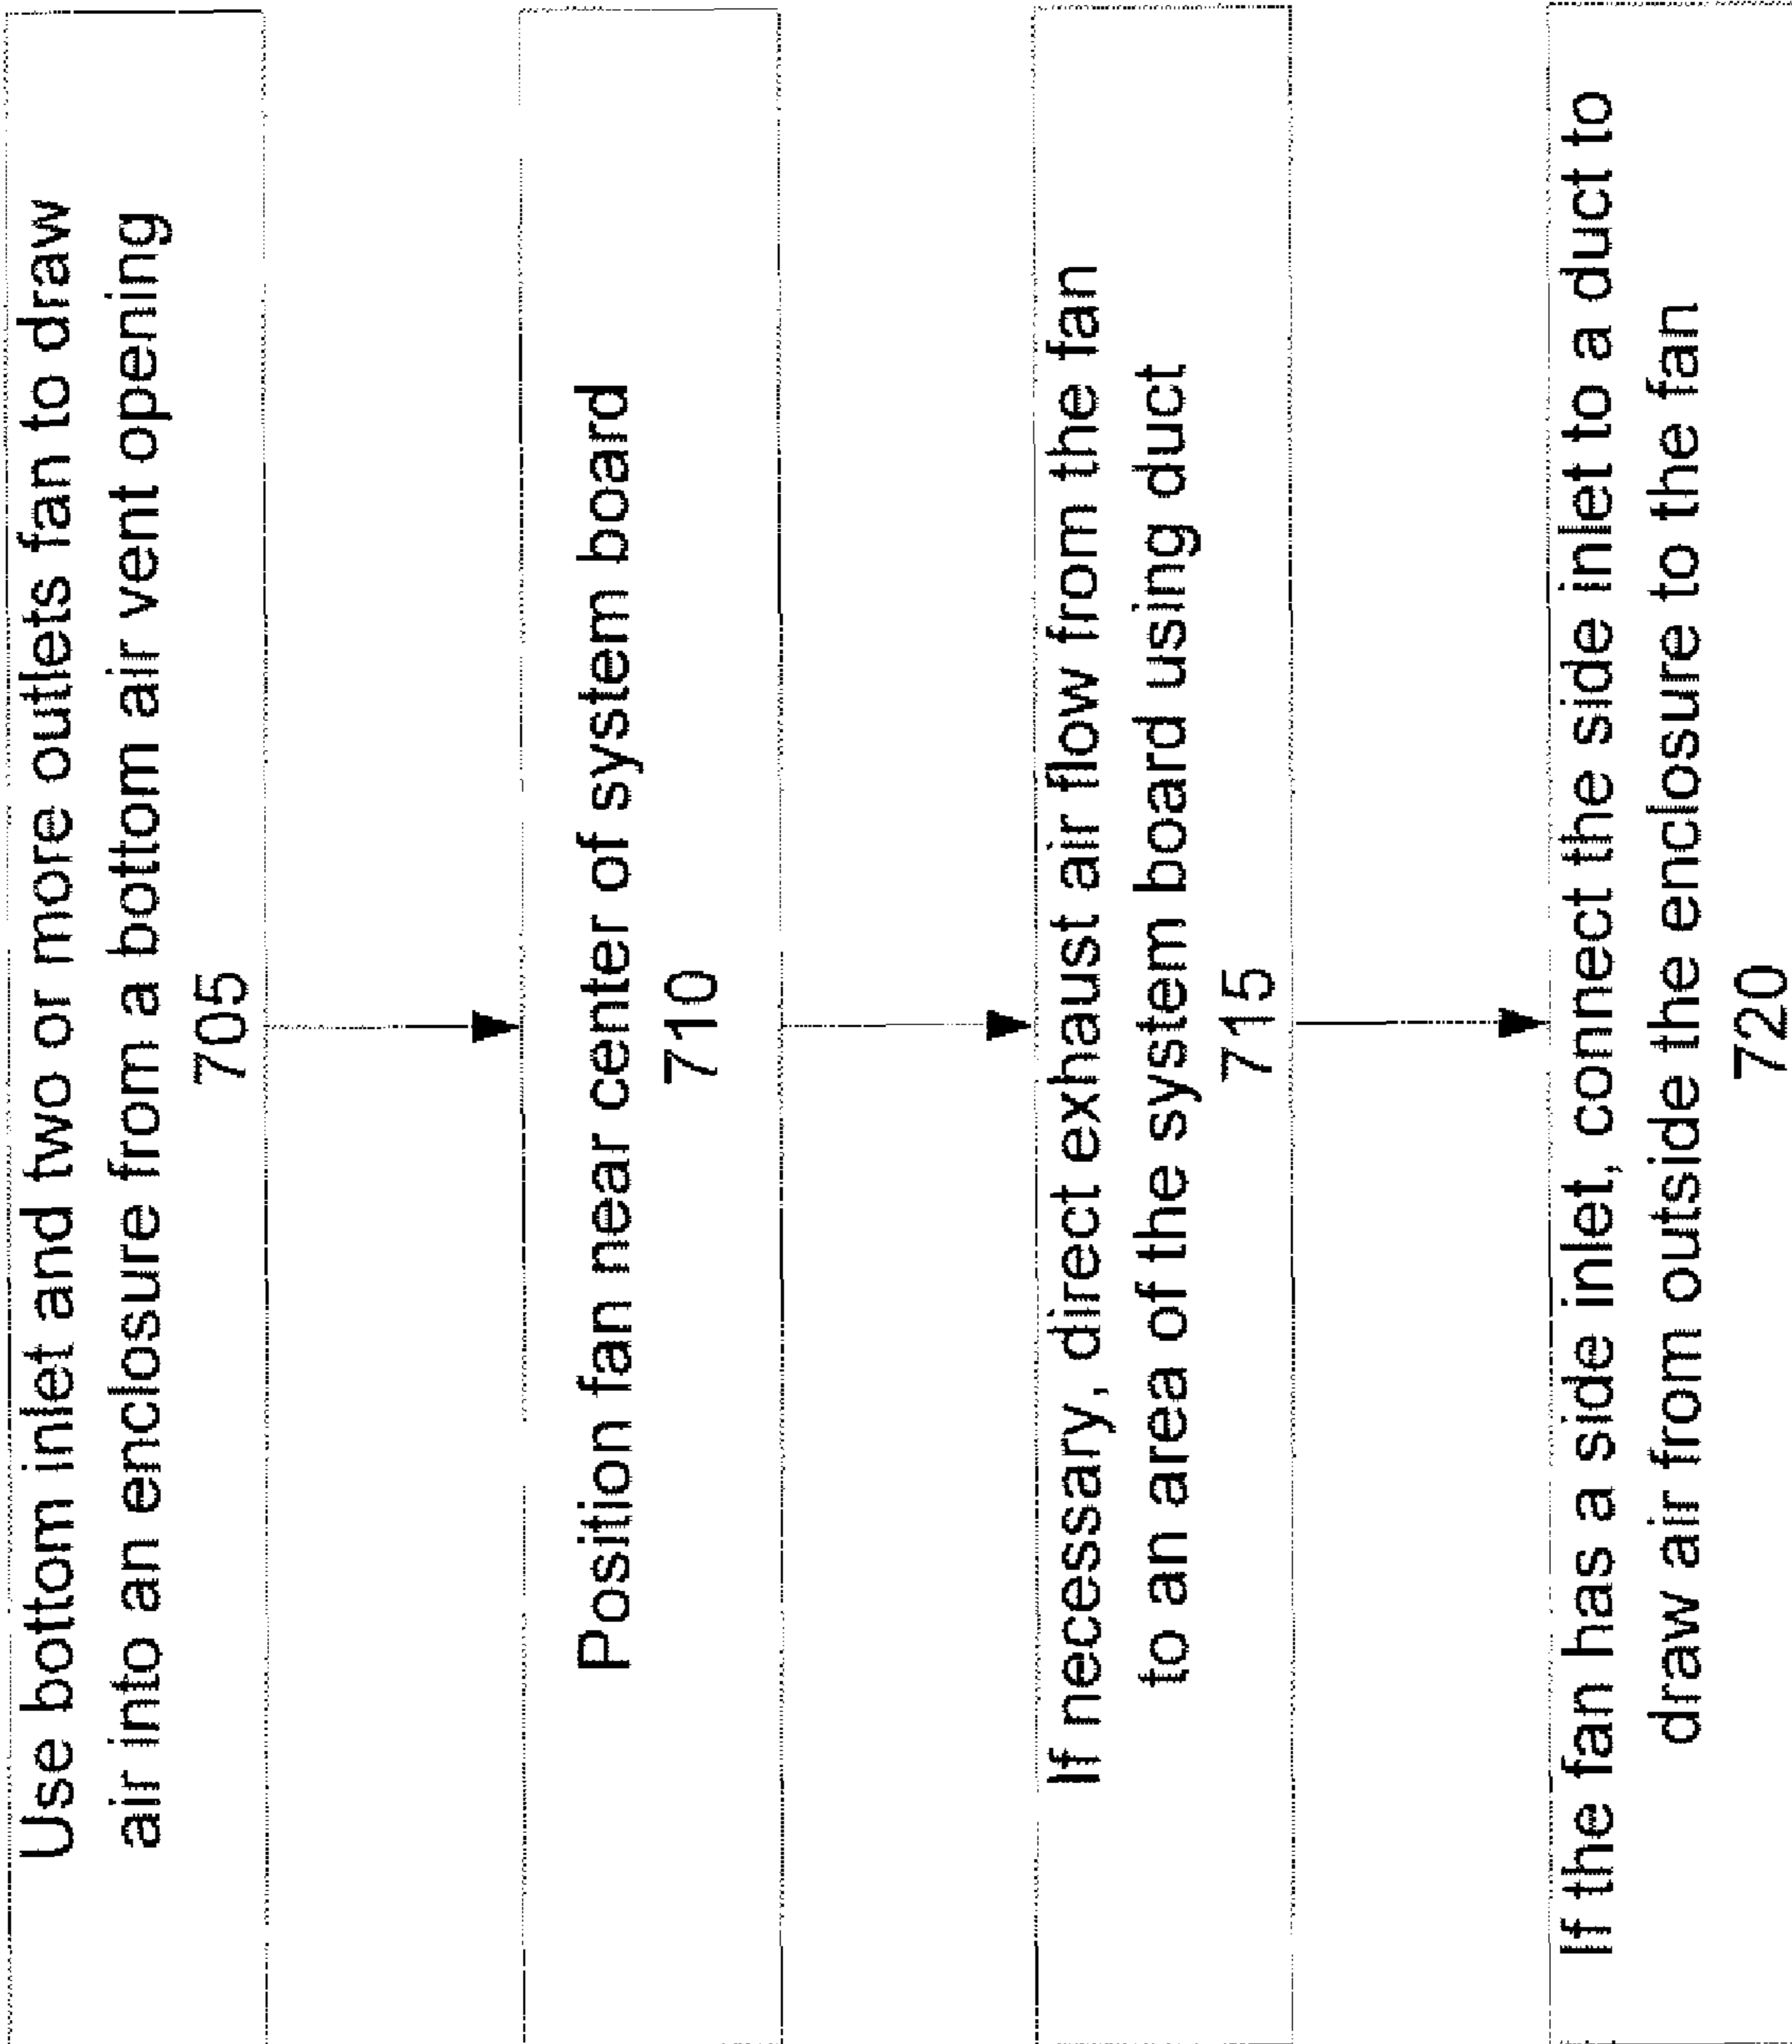 Use bottom inlet and two or more outlets fan to draw
air into an enclosure from a bottom air vent opening
705
Position fan near center of system board
710
If necessary, direct exhaust air flow from the fan
to an area of the system board using duct
715
If the fan has a side inlet, connect the side inlet to a duct to
draw air from outside the enclosure to the fan
720